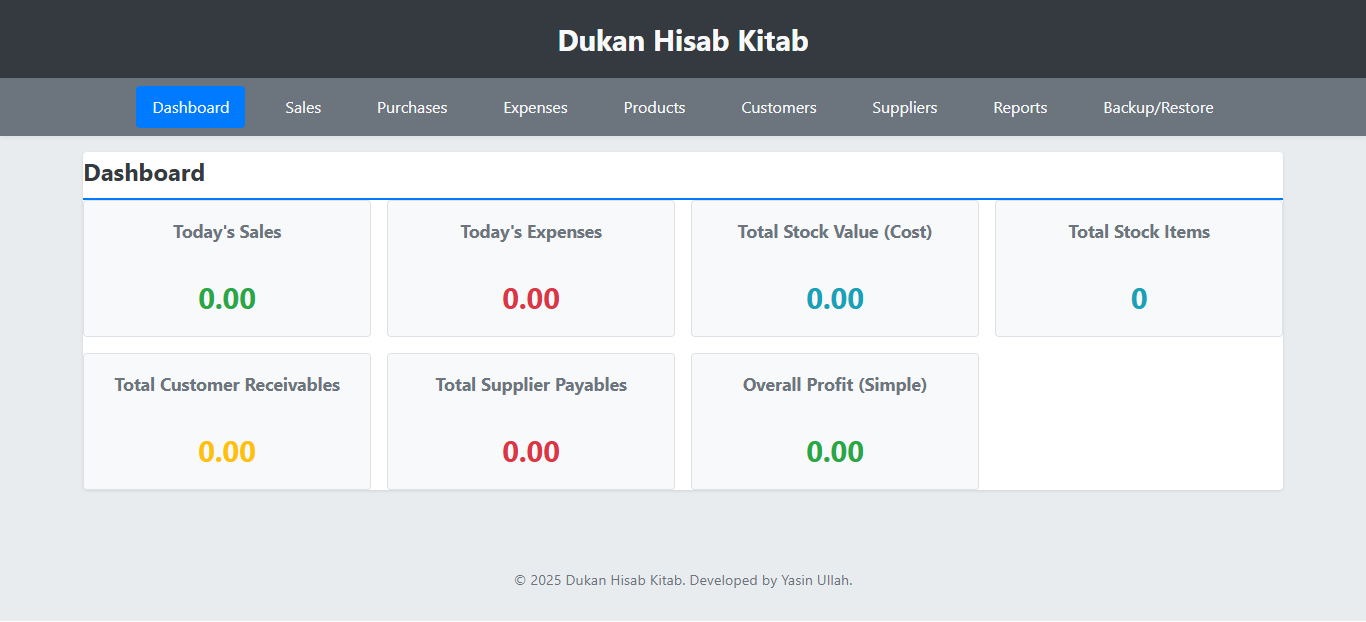 Dukan Hisab Kitab
Dashboard Sales Purchases Expenses Products Customers Suppliers Reports Backup/Restore
Dashboard
Today's Sales Today's Expenses Total Stock Value (Cost) Total Stock Items
0.00 0.00 0.00 0
Total Customer Receivables Total Supplier Payables Overall Profit (Simple)
0.00 0.00 0.00
© 2025 Dukan Hisab Kitab. Developed by Yasin Ullah.